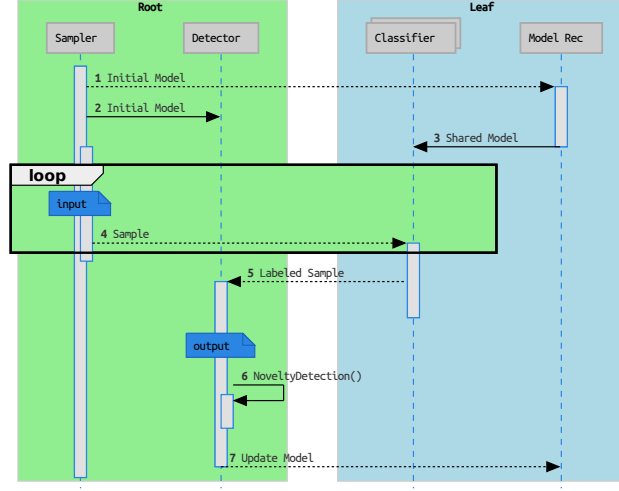 Root
Leaf
Sampler
Detector
Classifier
Model Rec
1 Initial Model
2 Initial Model
3 Shared Model
loop
input
4 Sample
5 Labeled Sample
output
6 NoveltyDetection()
7 Update Model